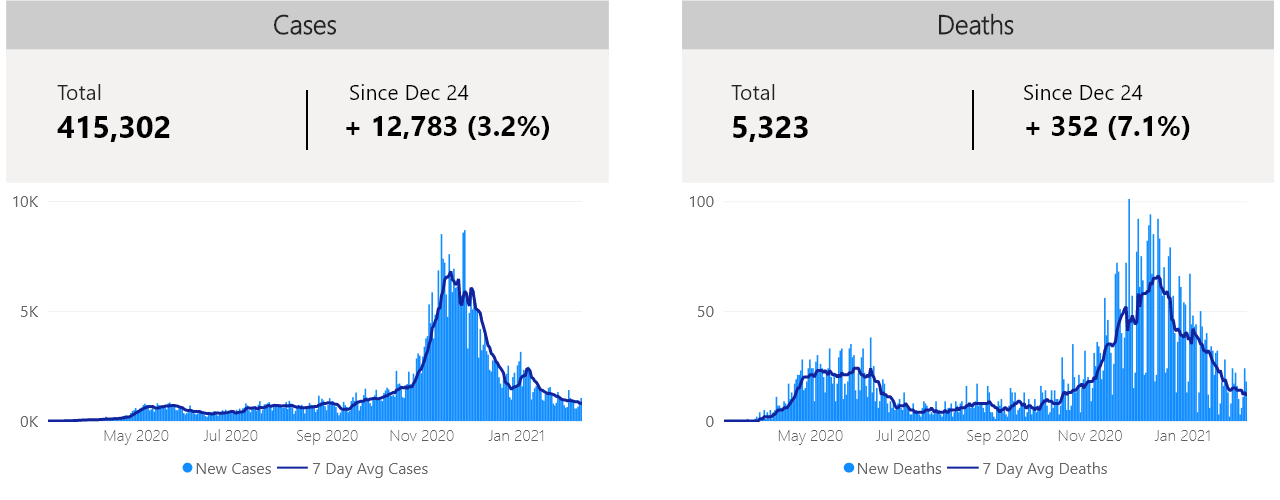 Cases
Total
415,302
Since Dec 24
+ 12,783 (3.2%)
10K
5K
0K
May 2020 Jul 2020 Sep 2020 Nov 2020 Jan 2021
New Cases 7 Day Avg Cases
Deaths
Total
5,323
Since Dec 24
+ 352 (7.1%)
100
50
0
May 2020 Jul 2020 Sep 2020 Nov 2020 Jan 2021
New Deaths 7 Day Avg Deaths